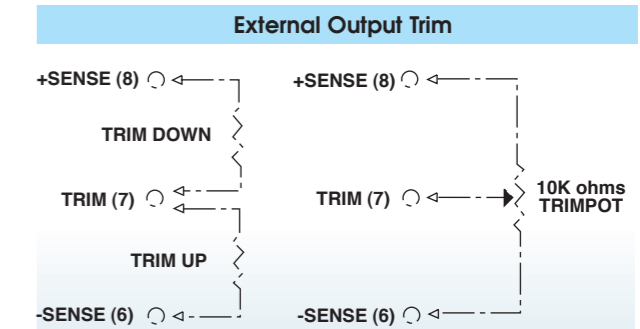 External Output Trim
+SENSE (8)
TRIM DOWN
TRIM (7)
TRIM UP
-SENSE (6)
+SENSE (8)
TRIM (7)
10K ohms
TRIMPOT
-SENSE (6)